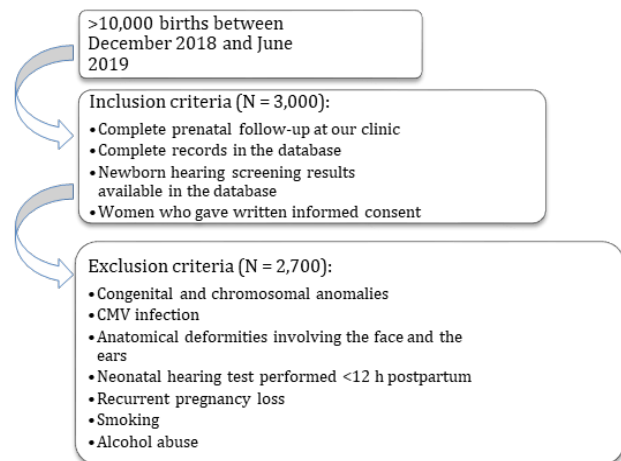 >10,000 births between
December 2018 and June
2019
Inclusion criteria (N = 3,000):
•Complete prenatal follow-up at our clinic
•Complete records in the database
•Newborn hearing screening results
available in the database
•Women who gave written informed consent
Exclusion criteria (N = 2,700):
•Congenital and chromosomal anomalies
•CMV infection
•Anatomical deformities involving the face and the
ears
•Neonatal hearing test performed <12 h postpartum
•Recurrent pregnancy loss
•Smoking
•Alcohol abuse